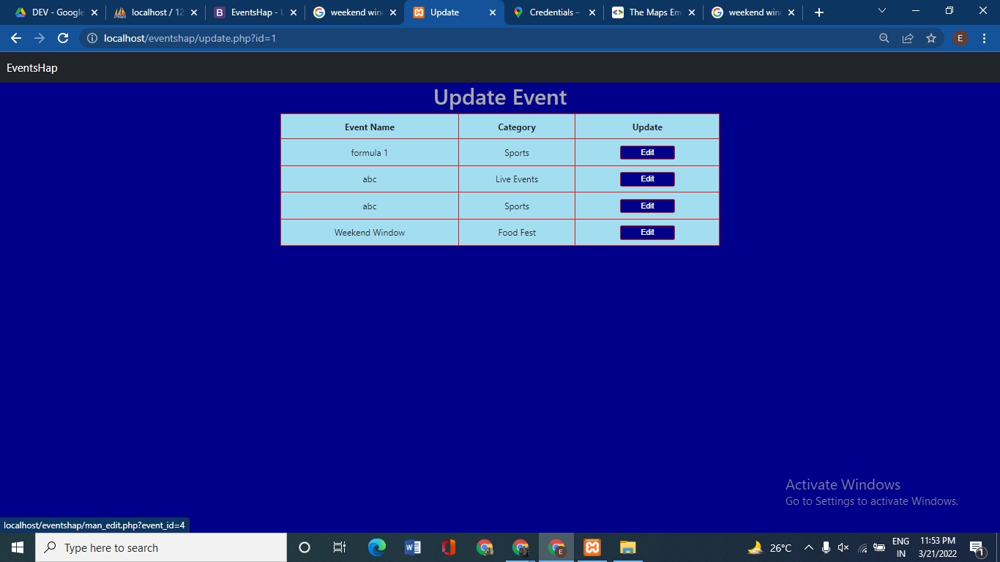 DEV - Google
localhost / 12
EventsHap - U
weekend win
Update
Credentials –
The Maps Em
weekend win
localhost/eventshap/update.php?id=1
E
EventsHap
Update Event
Event Name Category Update
formula 1 Sports Edit
abc Live Events Edit
abc Sports Edit
Weekend Window Food Fest Edit
Activate Windows
Go to Settings to activate Windows.
localhost/eventshap/man_edit.php?event_id=4
Type here to search
26°C
ENG
IN
11:53 PM
3/21/2022
1